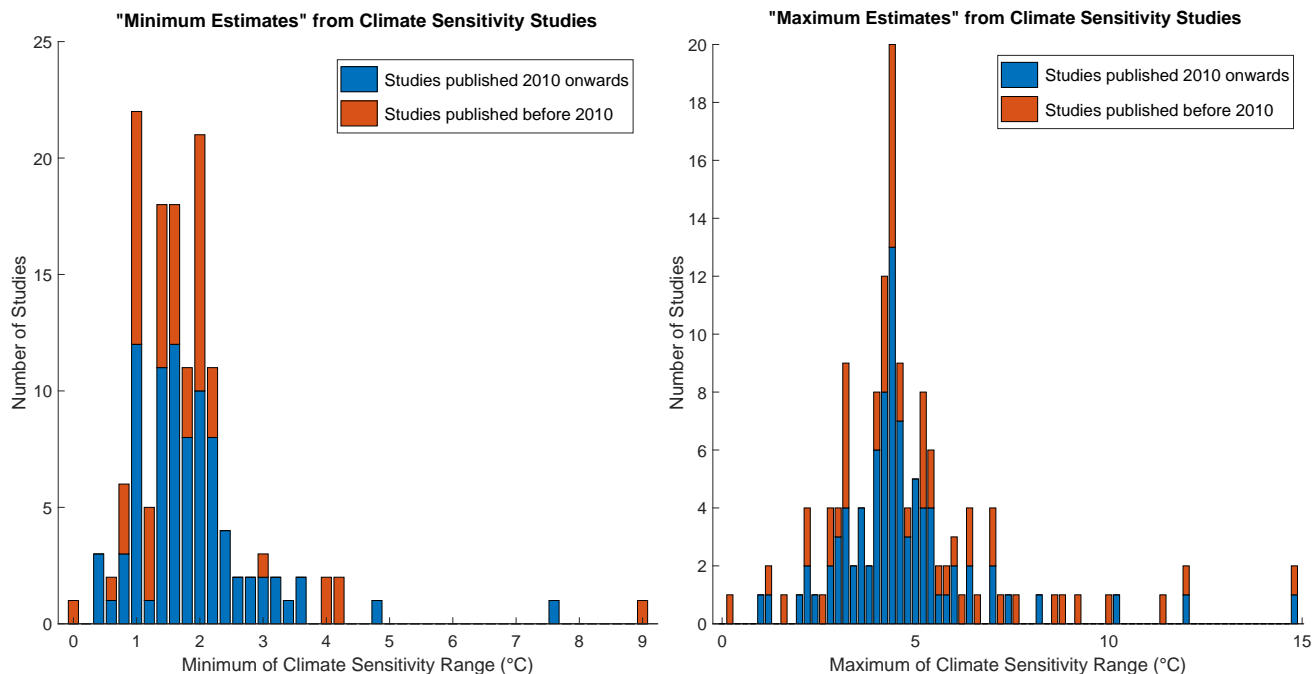 "Minimum Estimates" from Climate Sensitivity Studies
25
20
15
10
5
0
Number of Studies
Studies published 2010 onwards
Studies published before 2010
0 1 2 3 4 5 6 7 8 9
Minimum of Climate Sensitivity Range (°C)
"Maximum Estimates" from Climate Sensitivity Studies
20
18
16
14
12
10
8
6
4
2
0
Number of Studies
Studies published 2010 onwards
Studies published before 2010
0 5 10 15
Maximum of Climate Sensitivity Range (°C)